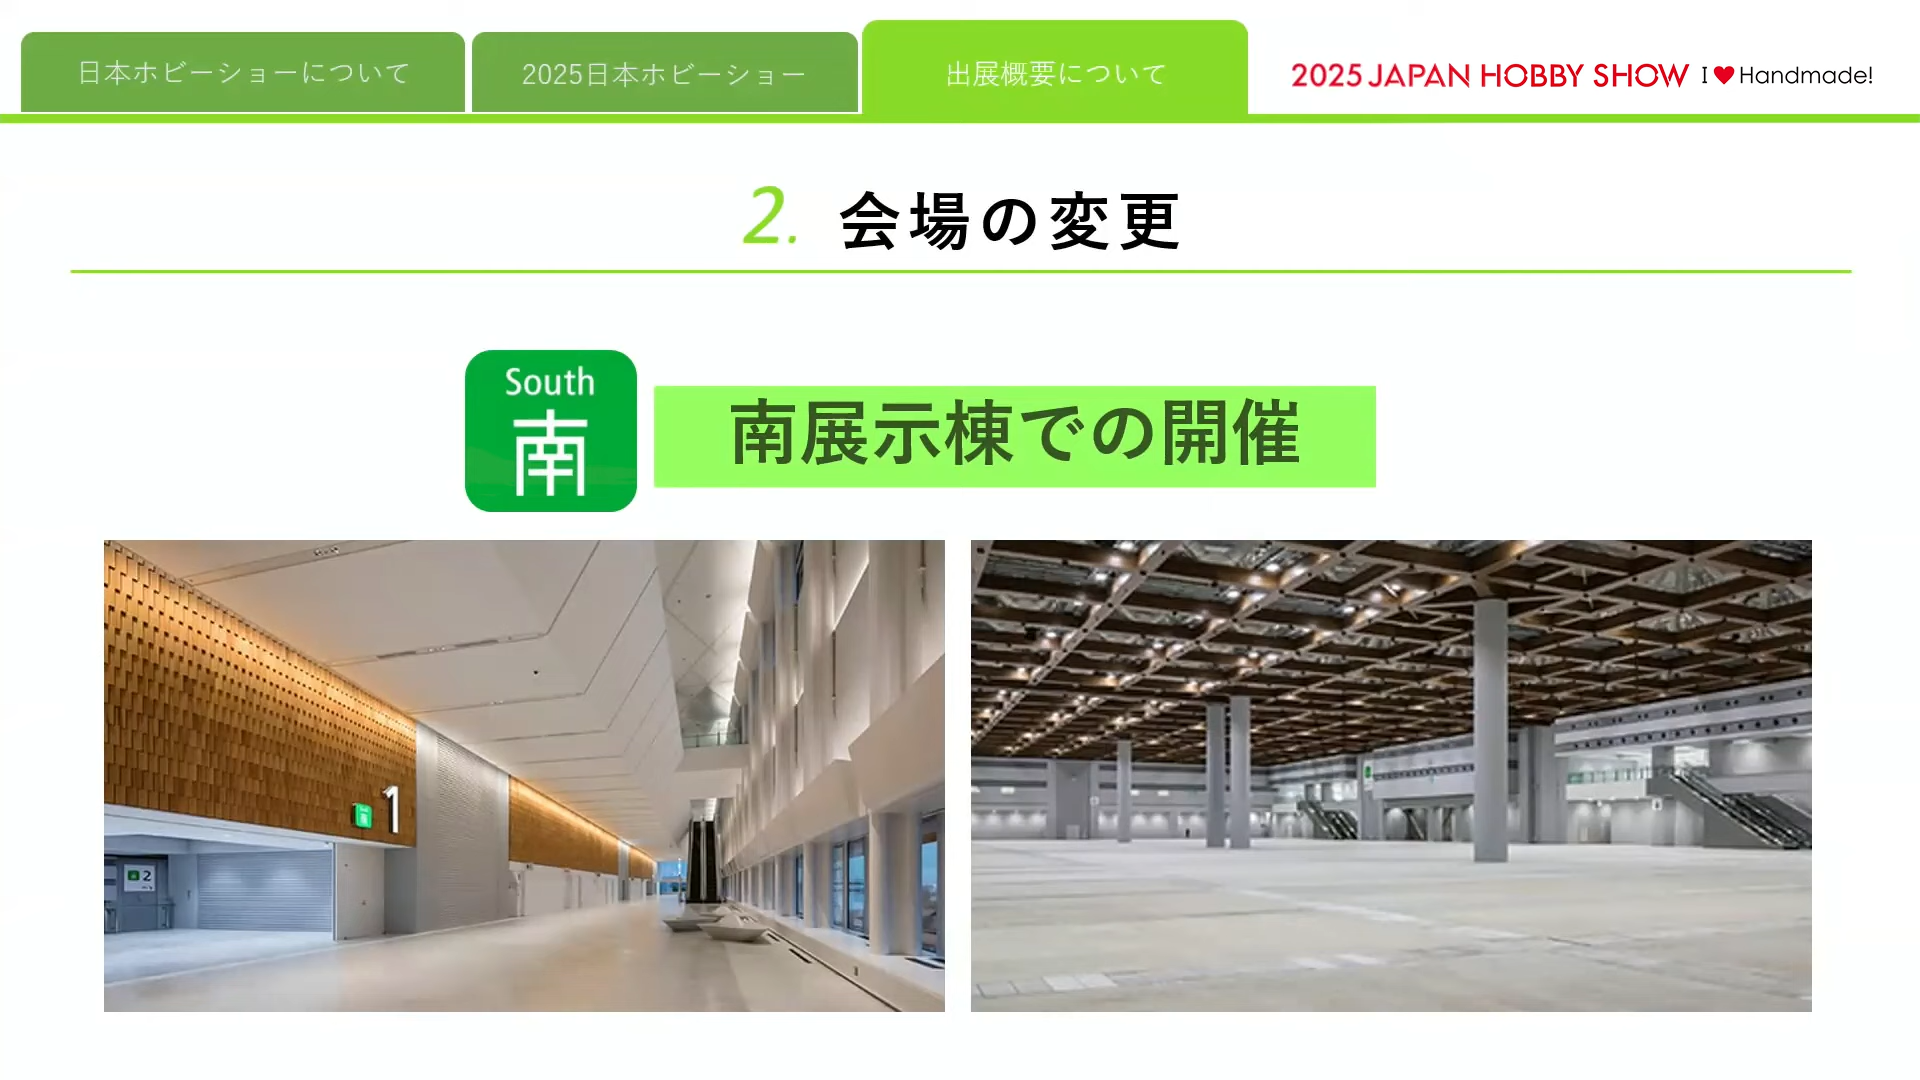 日本ホビーショーについて
2025日本ホビーショー
出展概要について
2025 JAPAN HOBBY SHOW I ♥ Handmade!
2. 会場の変更
South
南
南展示棟での開催
1
2